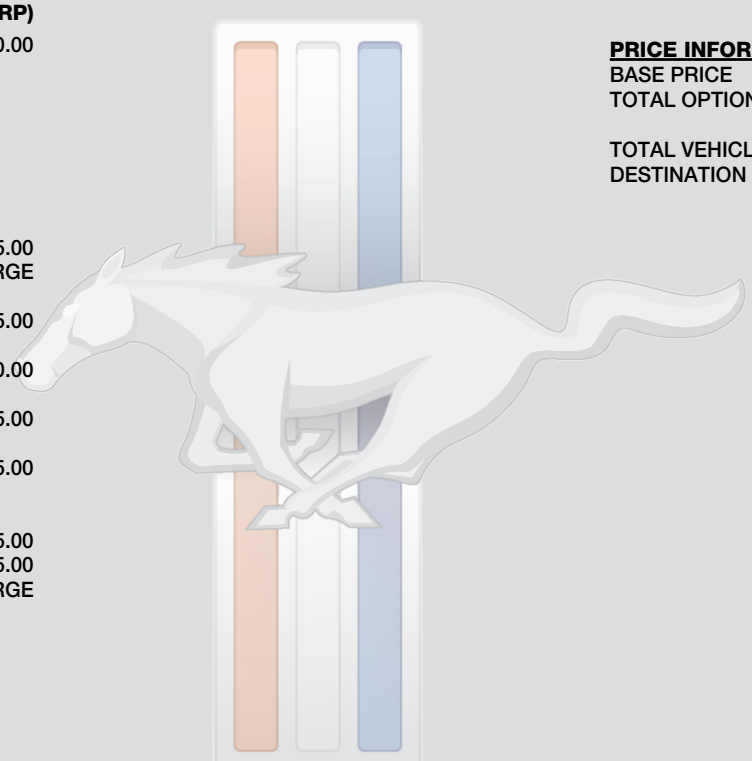 RP)
0.00
5.00
RGE
5.00
0.00
5.00
5.00
5.00
5.00
RGE
PRICE INFOR
BASE PRICE
TOTAL OPTION
TOTAL VEHICL
DESTINATION